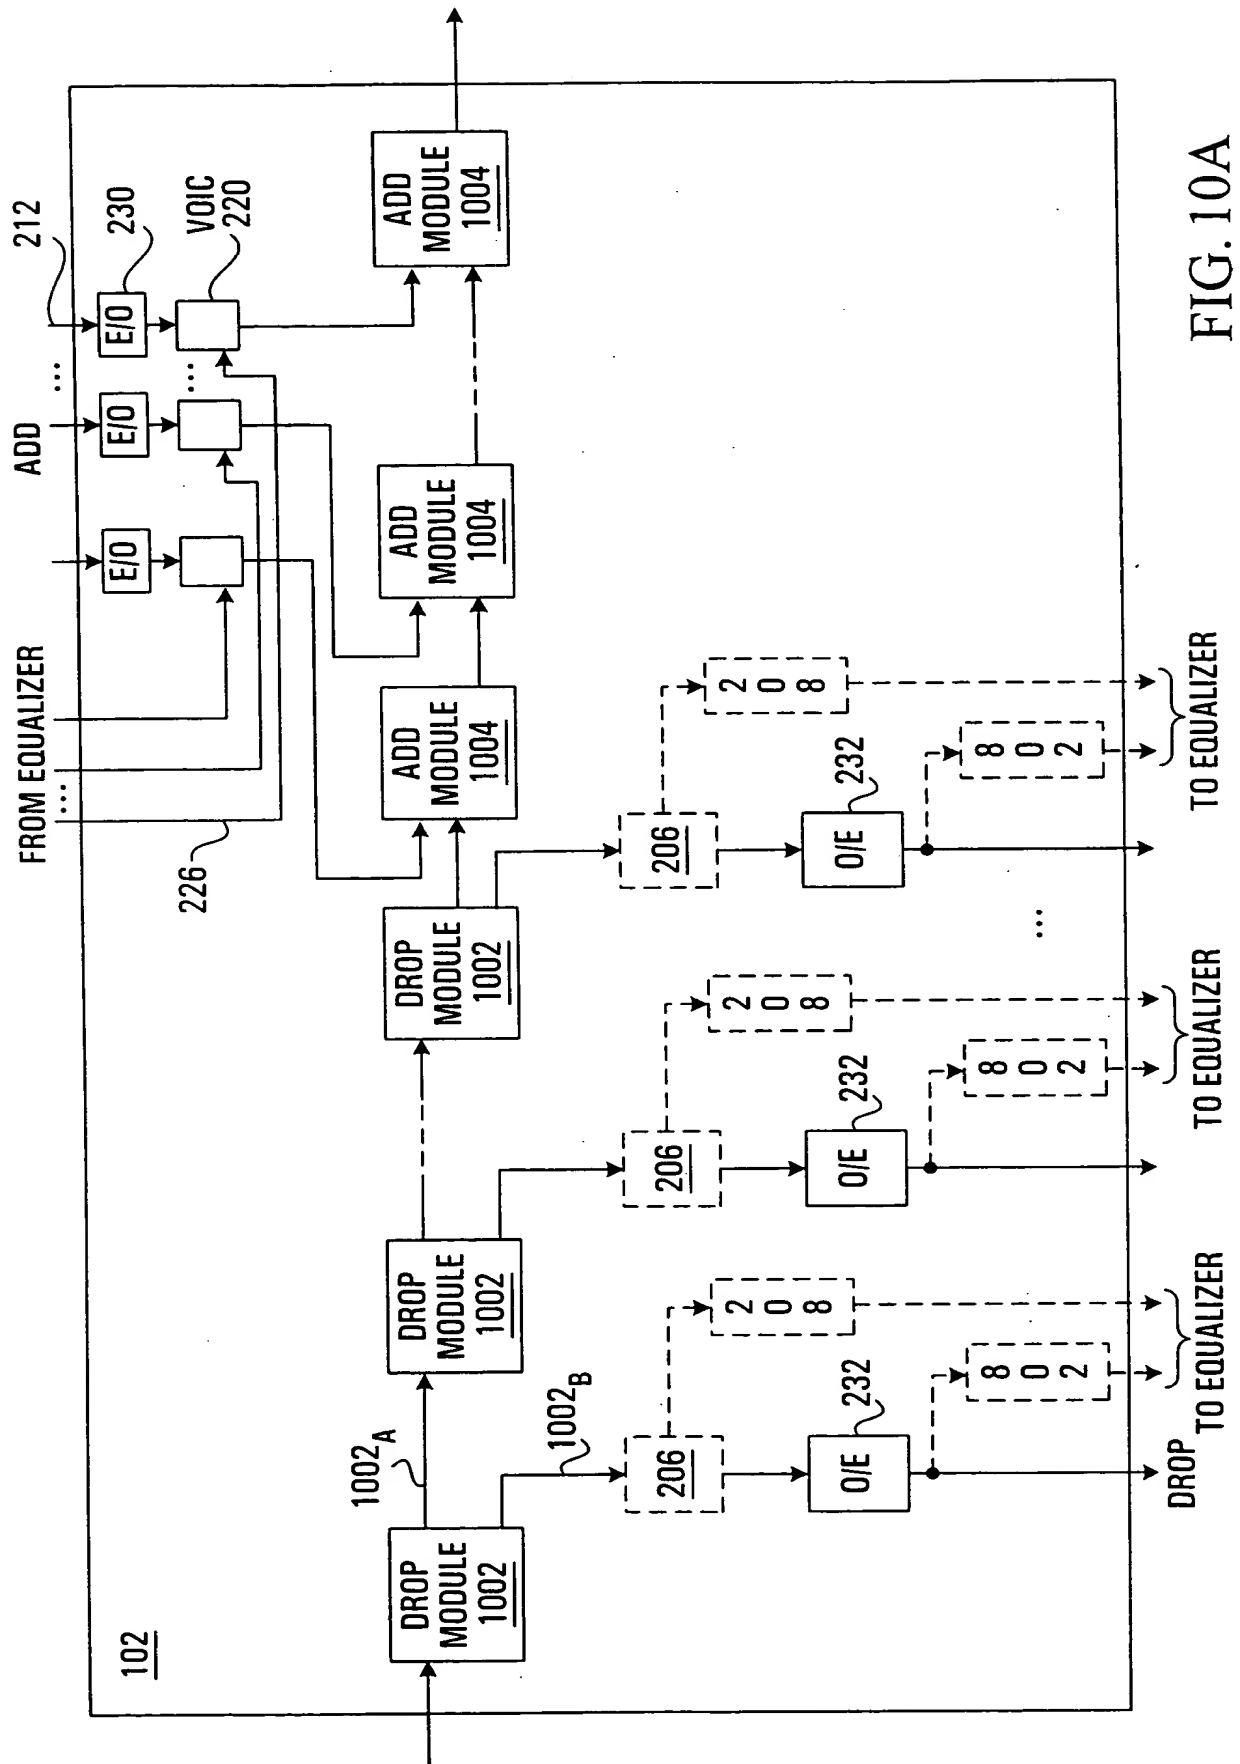 102
ADD
212
E/O
E/O
E/O
230
VOIC
220
...
...
FROM EQUALIZER
...
226
DROP
MODULE
1002
1002A
DROP
MODULE
1002
DROP
MODULE
1002
ADD
MODULE
1004
ADD
MODULE
1004
ADD
MODULE
1004
1002B
206
208
O/E
232
802
206
208
O/E
232
802
...
206
208
O/E
232
802
DROP
TO EQUALIZER
TO EQUALIZER
TO EQUALIZER
FIG. 10A